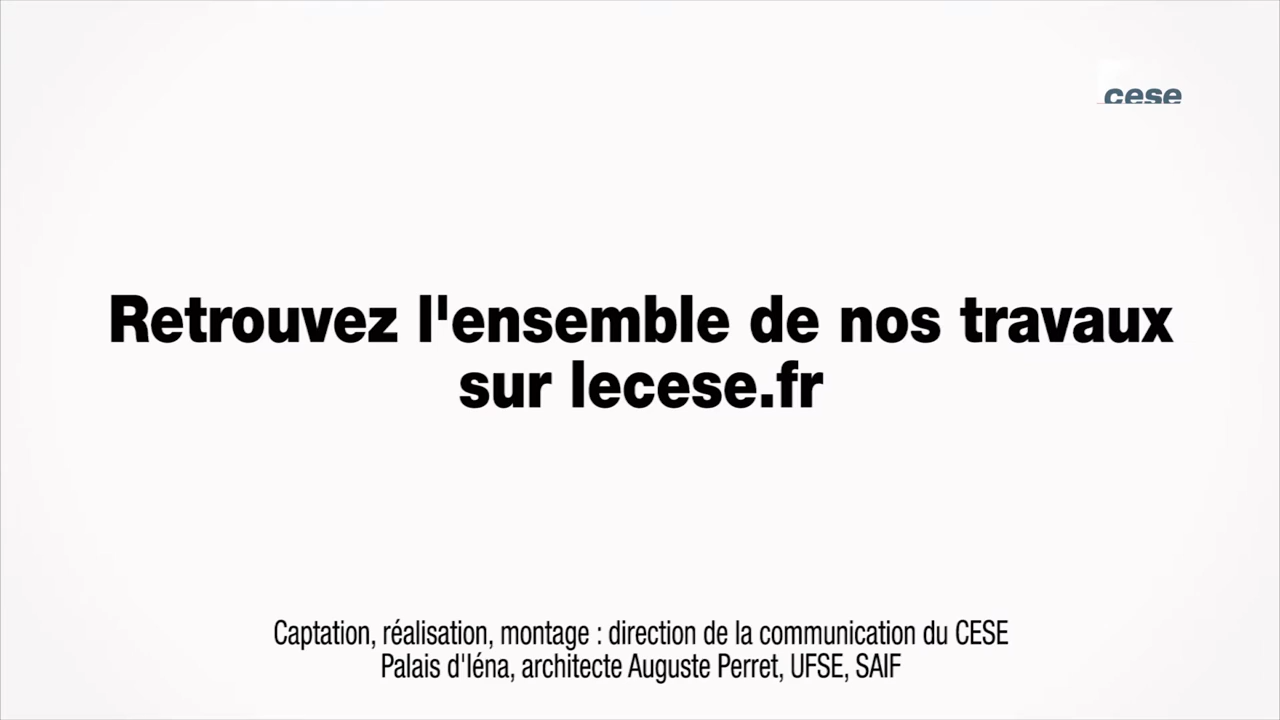 cese
Retrouvez l'ensemble de nos travaux
sur lecese.fr
Captation, réalisation, montage : direction de la communication du CESE
Palais d'Iéna, architecte Auguste Perret, UFSE, SAIF